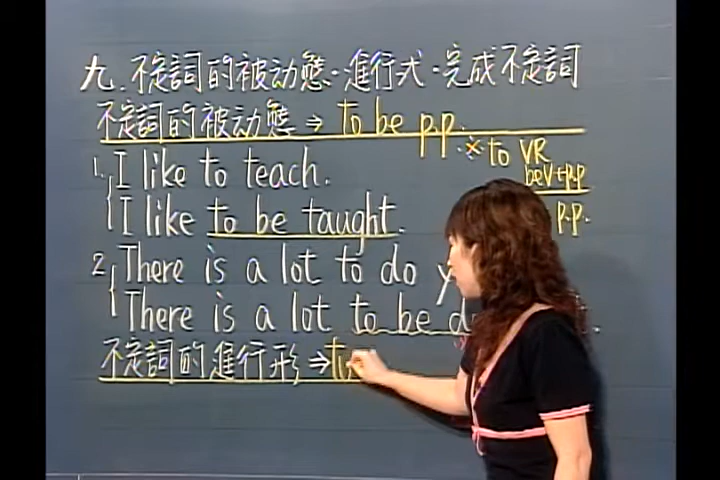 九.不定詞的被动態·進行式·完成不定詞
不定詞的被动態 ⇒ to be p.p.
※ to VR
beV+p.p
p.p.
1. I like to teach.
I like to be taught.
2. There is a lot to do
There is a lot to be
不定詞的進行形 ⇒